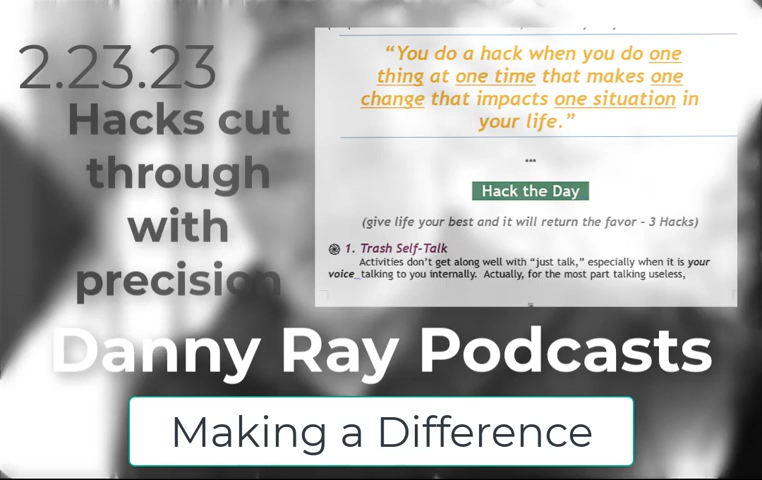 2.23.23
Hacks cut
through
with
precision
“You do a hack when you do one
thing at one time that makes one
change that impacts one situation in
your life.”
...
Hack the Day
(give life your best and it will return the favor - 3 Hacks)
1. Trash Self-Talk
Activities don’t get along well with “just talk,” especially when it is your
voice talking to you internally. Actually, for the most part talking useless,
Danny Ray Podcasts
Making a Difference